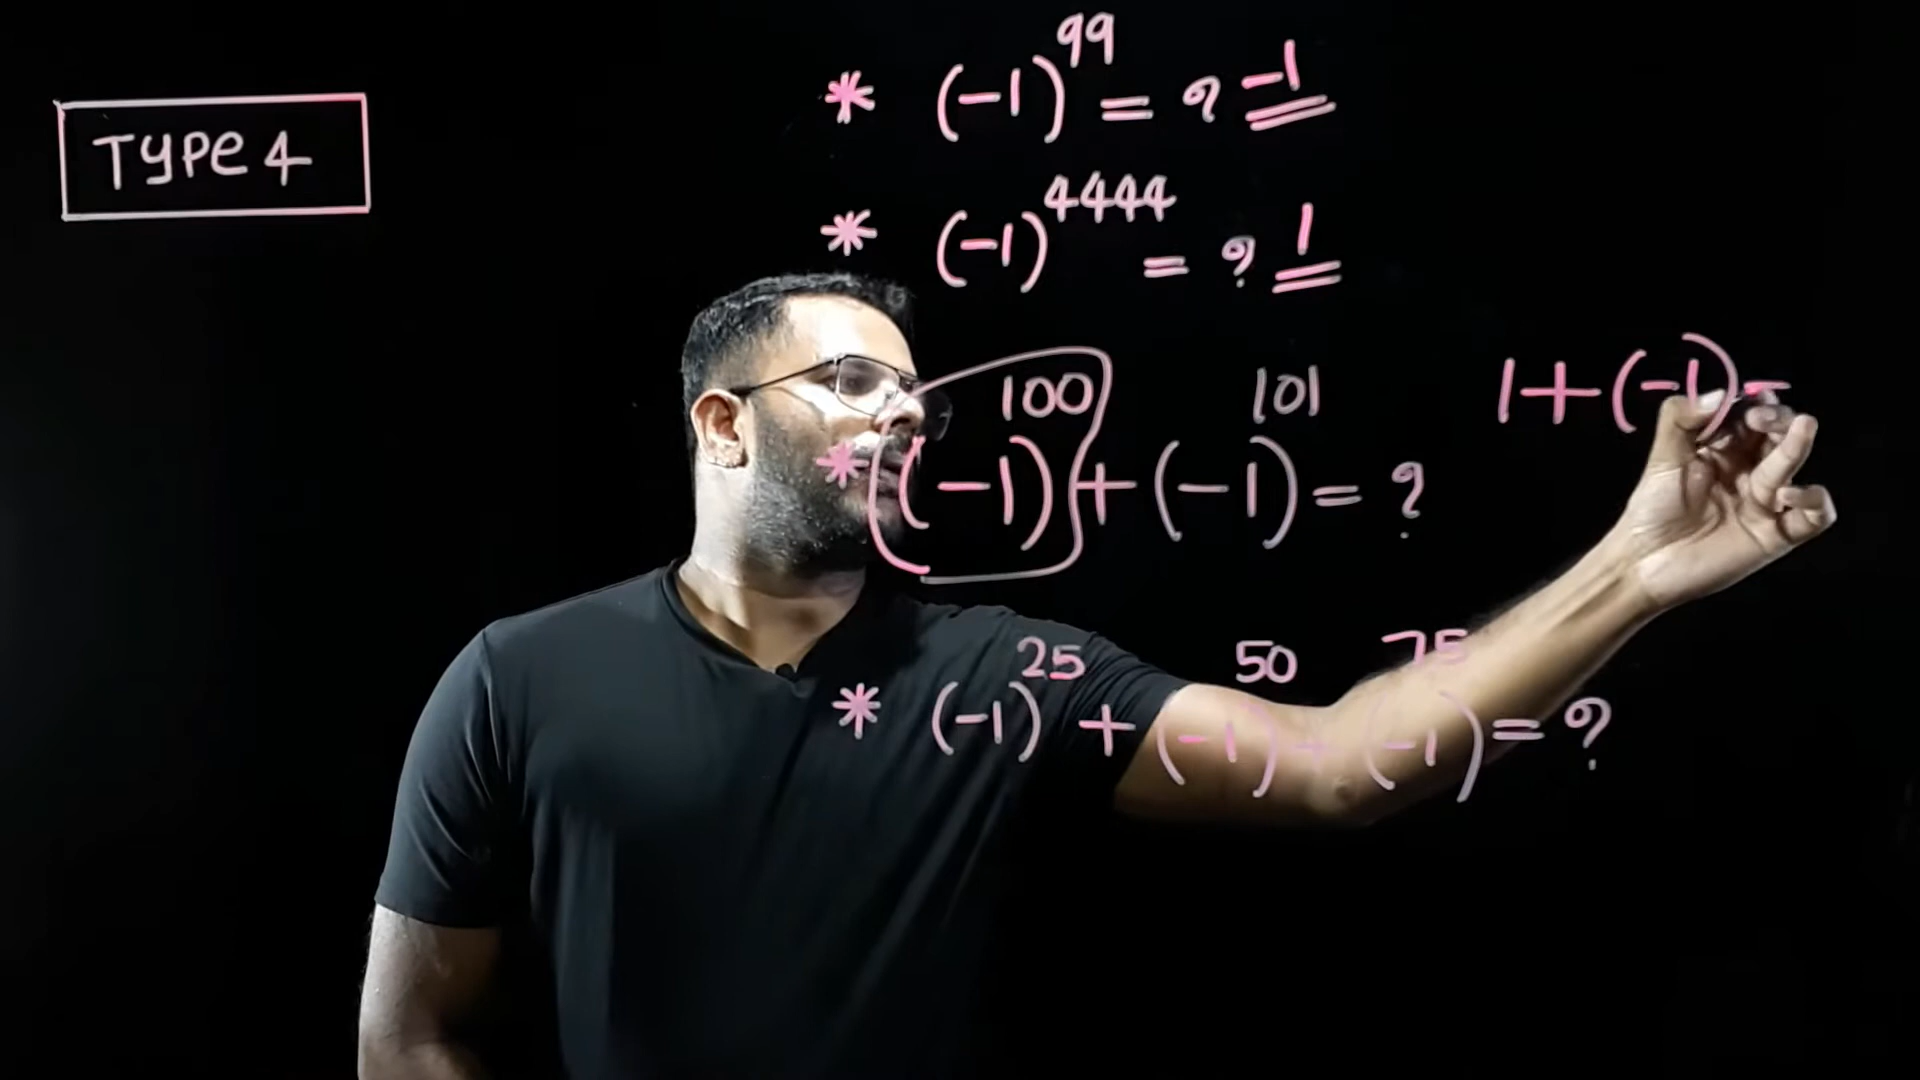 TYPE 4
* (-1)^99 = ? -1
* (-1)^4444 = ? 1
* (-1)^100 + (-1)^101 = ? 1+(-1)=
* (-1)^25 + (-1)^50 + (-1)^75 = ?